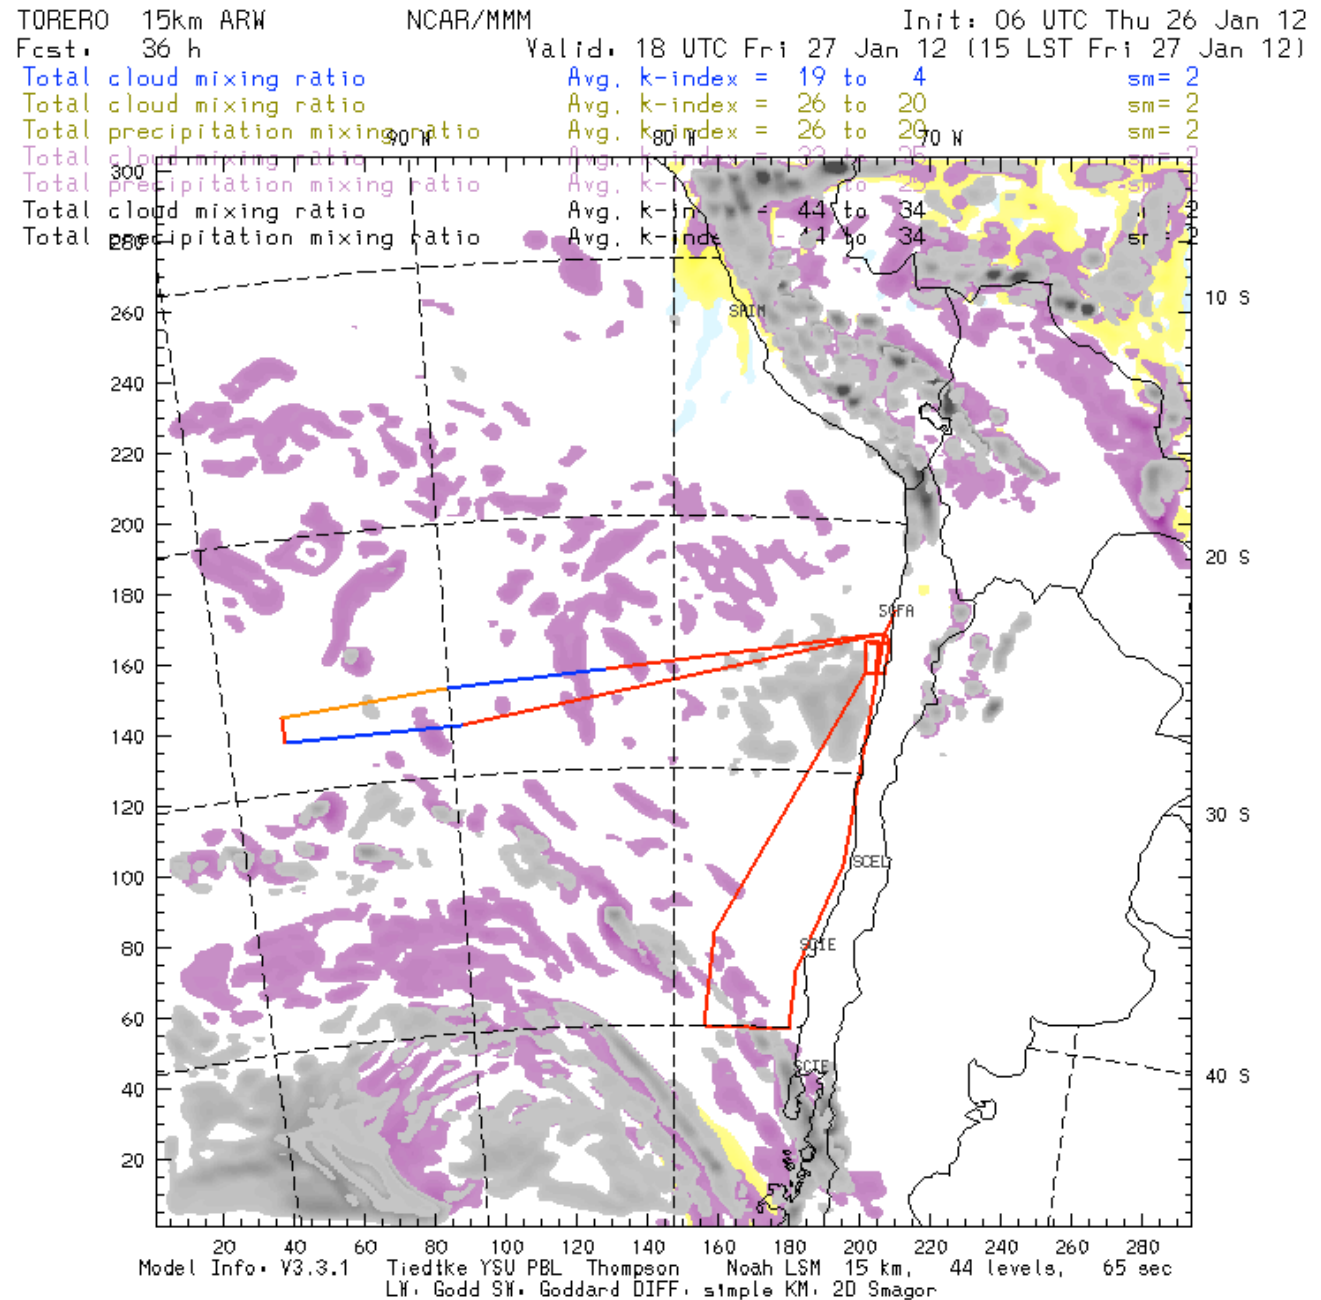 TORERO 15km ARW NCAR/MMM Init: 06 UTC Thu 26 Jan 12
Fcst: 36 h Valid: 18 UTC Fri 27 Jan 12 (15 LST Fri 27 Jan 12)
Total cloud mixing ratio Avg. k-index = 19 to 4 sm= 2
Total cloud mixing ratio Avg. k-index = 26 to 20 sm= 2
Total precipitation mixing ratio Avg. k-index = 26 to 20 sm= 2
90 W 80 W 70 W
Total cloud mixing ratio Avg. k-
Total precipitation mixing ratio Avg. k-
Total cloud mixing ratio Avg. k-in = 44 to 34
Total precipitation mixing ratio Avg. k-inde 44 to 34
300
280
260 SPIM 10 S
240
220
200
20 S
180
SCFA
160
140
120
30 S
100 SCEL
80 SCIE
60
SCTE 40 S
40
20
20 40 60 80 100 120 140 160 180 200 220 240 260 280
Model Info: V3.3.1 Tiedtke YSU PBL Thompson Noah LSM 15 km, 44 levels, 65 sec
LW: Godd SW: Goddard DIFF: simple KM: 2D Smagor